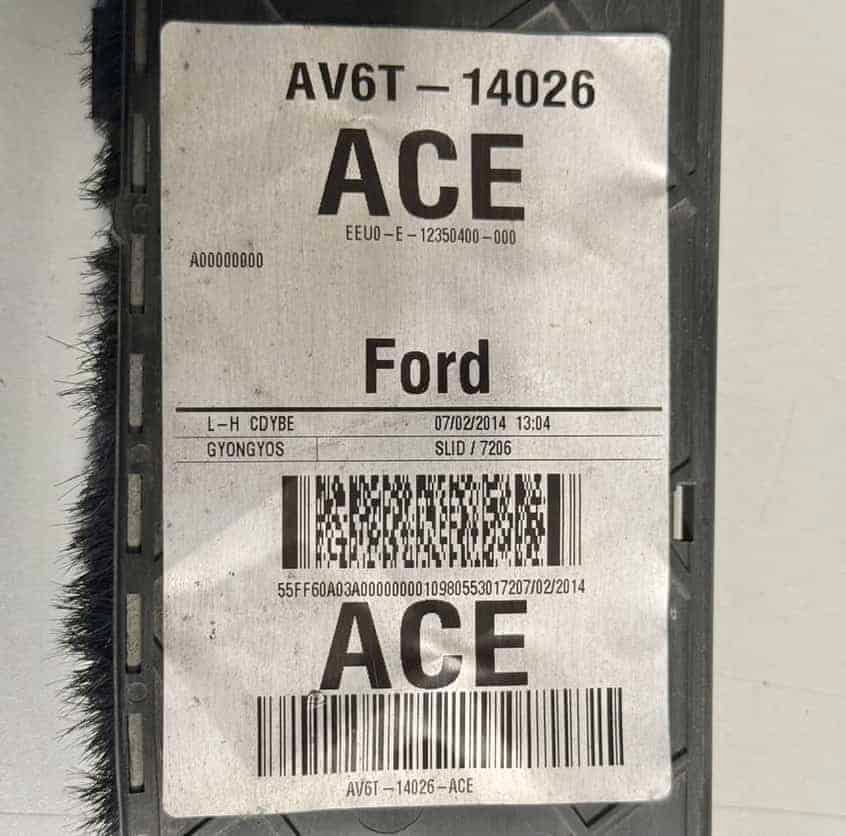 AV6T-14026
ACE
EEU0-E-12350400-000
A00000000
Ford
L-H CDYBE 07/02/2014 13:04
GYONGYOS SLID / 7206
55FF60A03A0000000010980553017207/02/2014
ACE
AV6T-14026-ACE